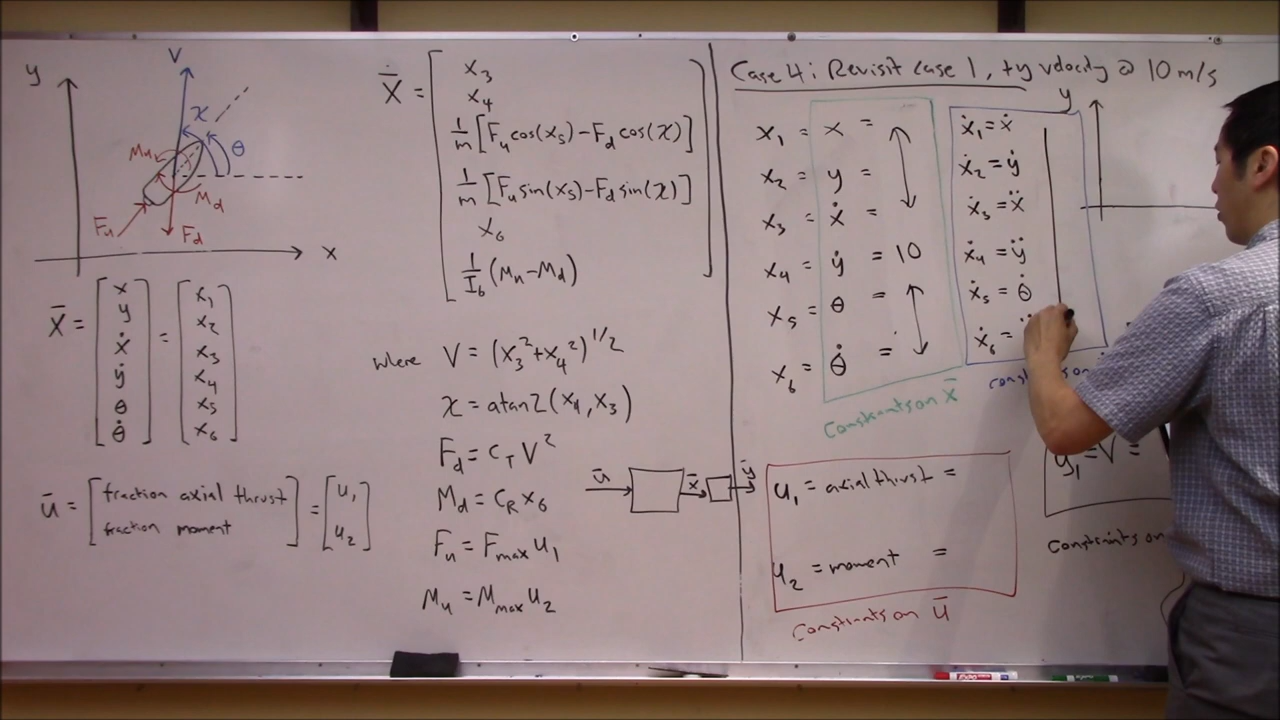 y
V
χ
θ
Mu
Md
Fu
Fd
x
X̄ = [x ẏ ẋ ẏ θ θ̇] = [x₁ x₂ x₃ x₄ x₅ x₆]
ū = [fraction axial thrust
fraction moment] = [u₁
u₂]
Ẋ̄ = [x₃
x₄
1/m [Fu cos(x₅) - Fd cos(χ)]
1/m [Fu sin(x₅) - Fd sin(χ)]
x₆
1/I₆ (Mu - Md)]
where V = (x₃² + x₄²)^1/2
χ = atan2(x₄, x₃)
Fd = C_T V²
Md = C_R x₆
Fu = Fmax u₁
Mu = Mmax u₂
ū
x̄
ȳ
Case 4: Revisit case 1, +y velocity @ 10 m/s
x₁ = x =
x₂ = y =
x₃ = ẋ =
x₄ = ẏ = 10
x₅ = θ =
x₆ = θ̇ =
Constraints on X̄
ẋ₁ = ẋ
ẋ₂ = ẏ
ẋ₃ = ẍ
ẋ₄ = ÿ
ẋ₅ = θ̇
ẋ₆ =
y
u₁ = axial thrust =
u₂ = moment =
Constraints on ū
y₁ = V =
Constraints on